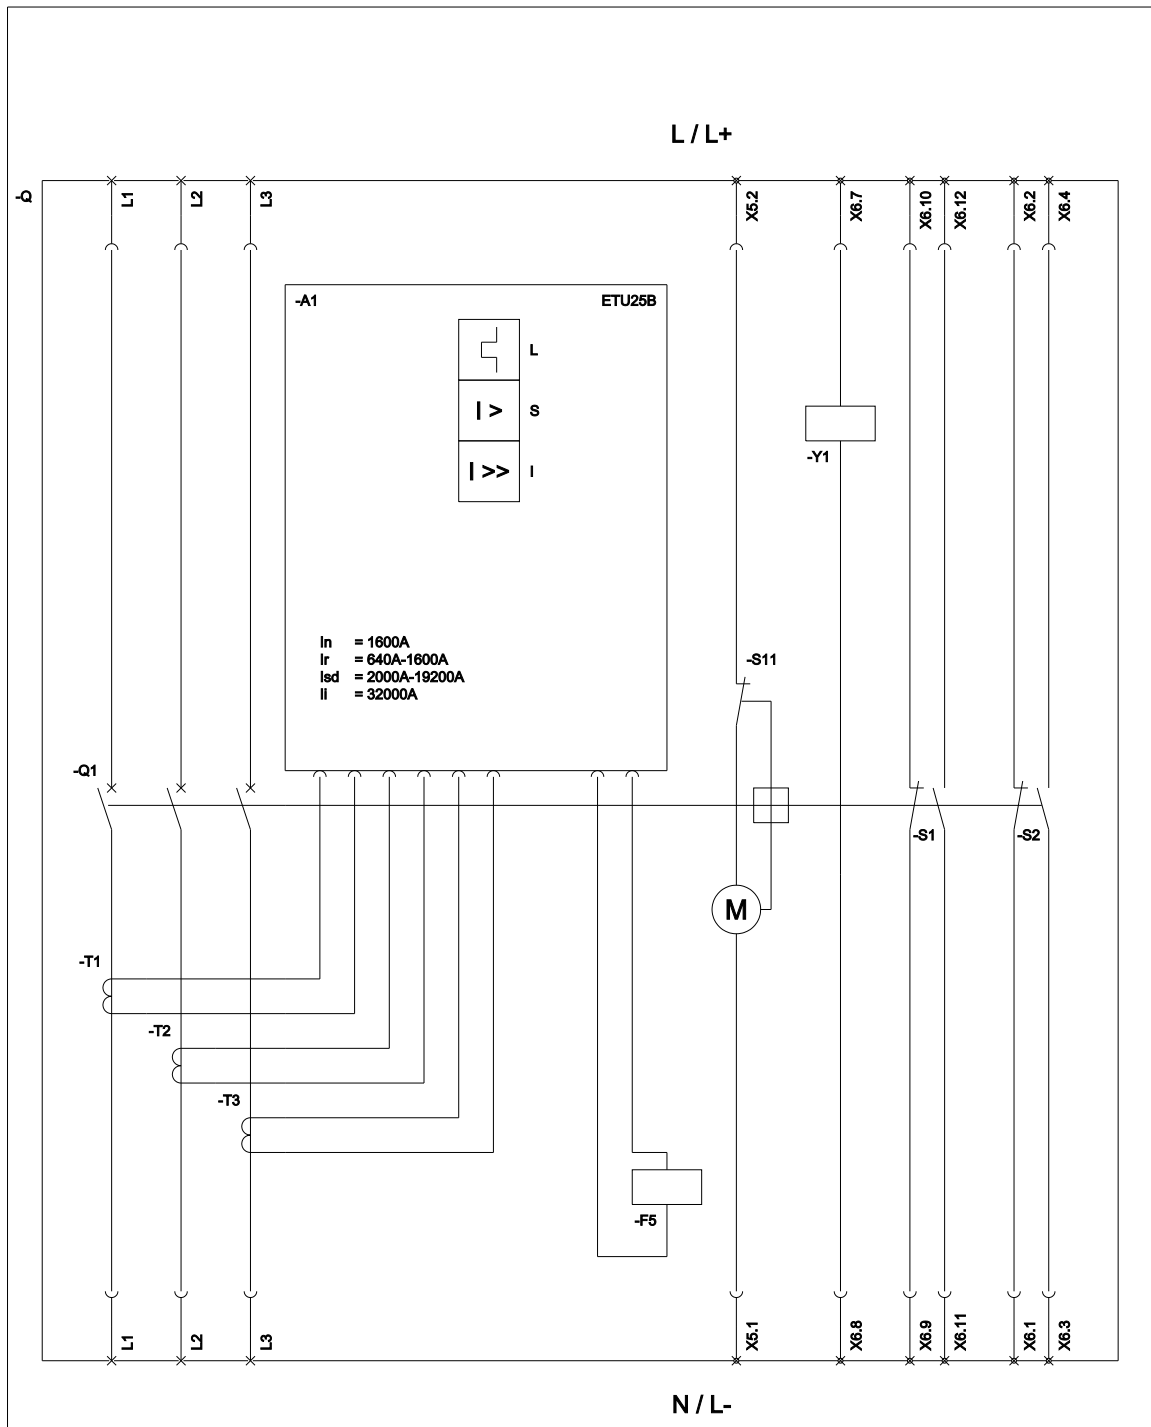 L / L+
-Q
L1
L2
L3
X5.2
X6.7
X6.10
X6.12
X6.2
X6.4
-A1 ETU25B
L
I > S
I >> I
-Y1
In = 1600A
Ir = 640A-1600A
Isd = 2000A-19200A
Ii = 32000A
-S11
-Q1
-S1
-S2
M
-T1
-T2
-T3
-F5
L1
L2
L3
X5.1
X6.8
X6.9
X6.11
X6.1
X6.3
N / L-